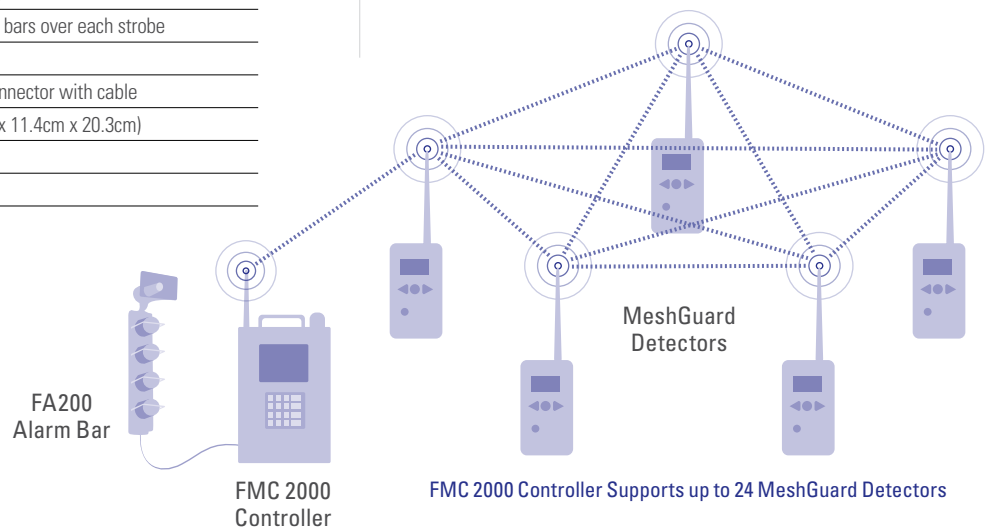 bars over each strobe
nnector with cable
x 11.4cm x 20.3cm)
MeshGuard
Detectors
FA200
Alarm Bar
FMC 2000
Controller
FMC 2000 Controller Supports up to 24 MeshGuard Detectors